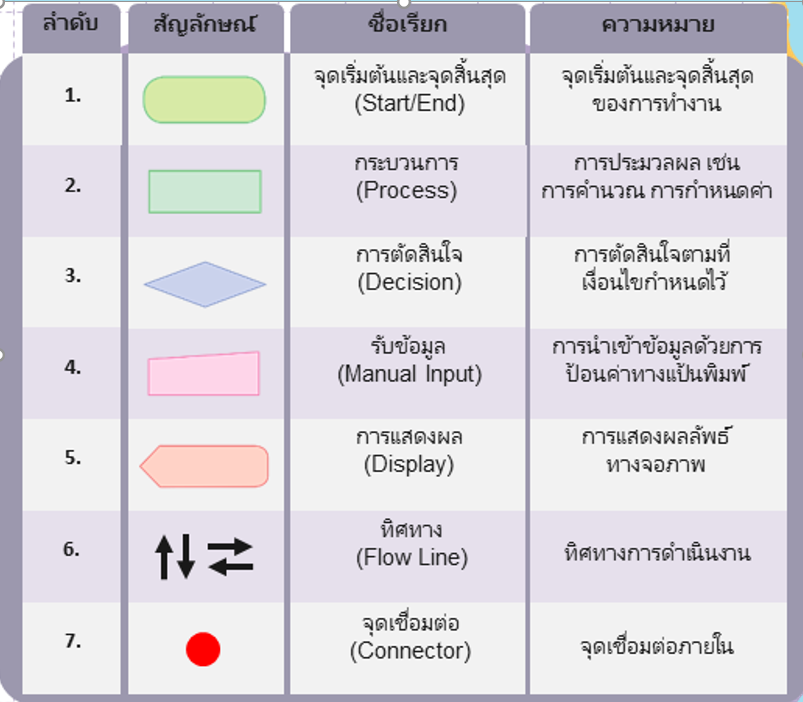 ลำดับ สัญลักษณ์ ชื่อเรียก ความหมาย
1. จุดเริ่มต้นและจุดสิ้นสุด จุดเริ่มต้นและจุดสิ้นสุด
(Start/End) ของการทำงาน
2. กระบวนการ การประมวลผล เช่น
(Process) การคำนวณ การกำหนดค่า
3. การตัดสินใจ การตัดสินใจตามที่
(Decision) เงื่อนไขกำหนดไว้
4. รับข้อมูล การนำเข้าข้อมูลด้วยการ
(Manual Input) ป้อนค่าทางแป้นพิมพ์
5. การแสดงผล การแสดงผลลัพธ์
(Display) ทางจอภาพ
6. ทิศทาง ทิศทางการดำเนินงาน
(Flow Line)
7. จุดเชื่อมต่อ จุดเชื่อมต่อภายใน
(Connector)